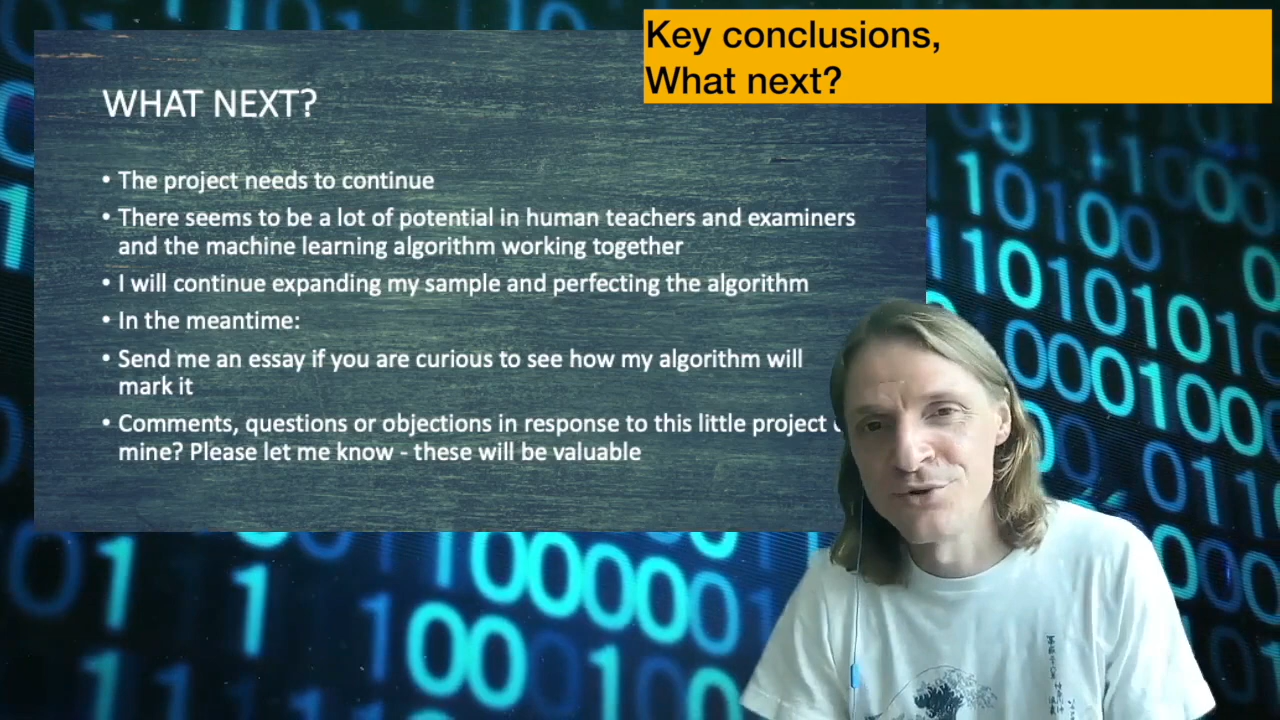 Key conclusions,
What next?
WHAT NEXT?
• The project needs to continue
• There seems to be a lot of potential in human teachers and examiners
and the machine learning algorithm working together
• I will continue expanding my sample and perfecting the algorithm
• In the meantime:
• Send me an essay if you are curious to see how my algorithm will
mark it
• Comments, questions or objections in response to this little project
mine? Please let me know - these will be valuable